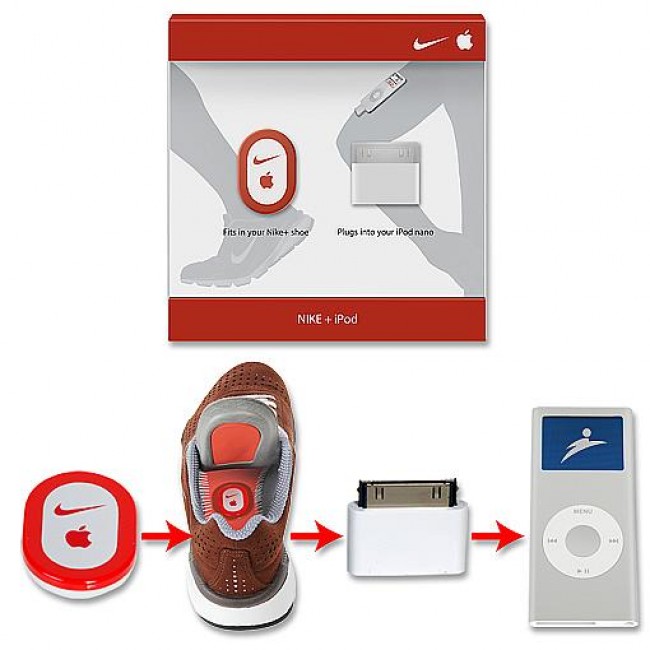 Fits in your Nike+ shoe
Plugs into your iPod nano
NIKE + iPod
MENU